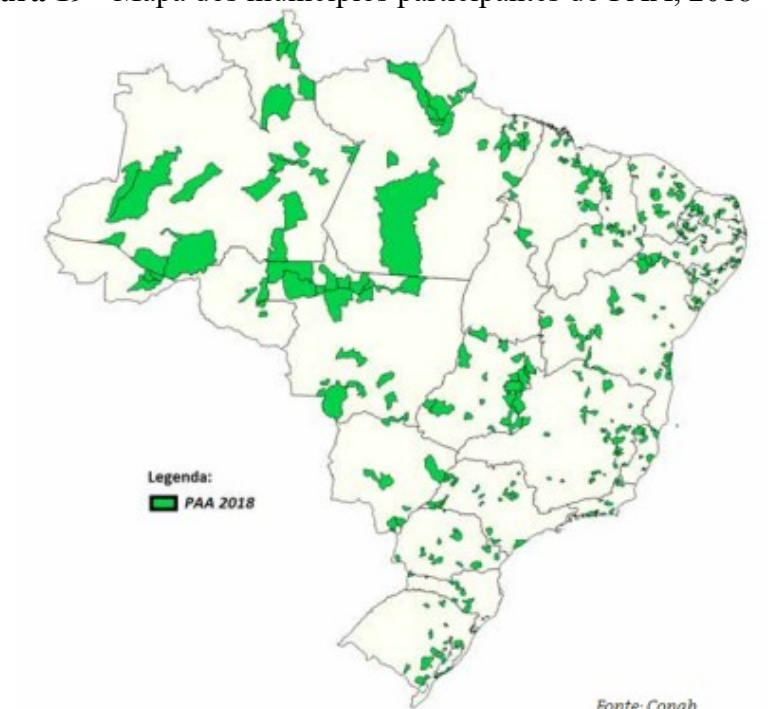 Mapa dos municípios participantes do PAA, 2018
Legenda:
PAA 2018
Fonte: Conab